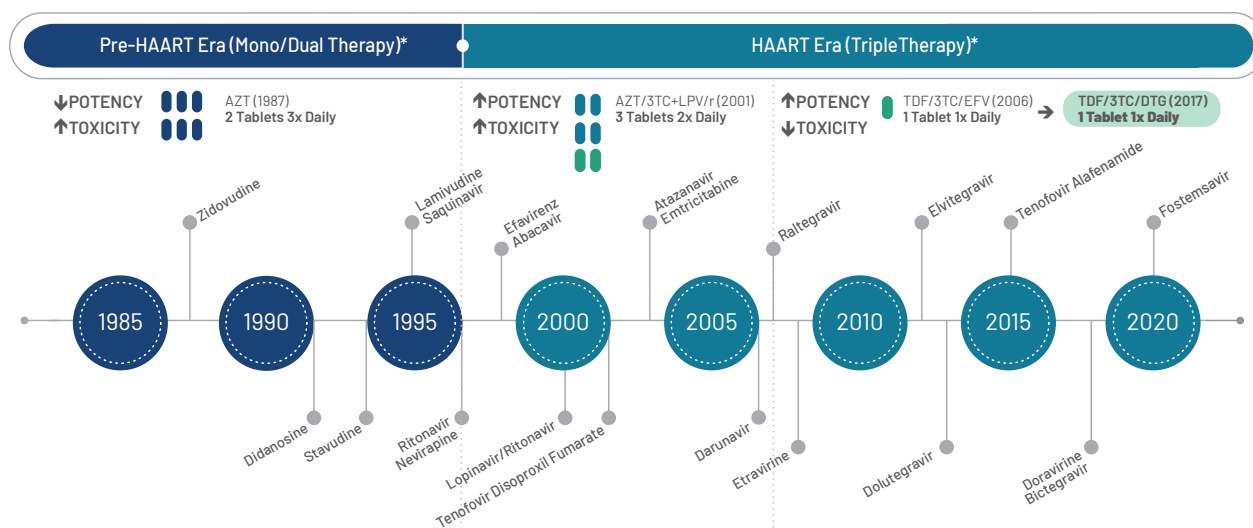 Pre-HAART Era (Mono/Dual Therapy)*
HAART Era (TripleTherapy)*
↓POTENCY
↑TOXICITY
AZT (1987)
2 Tablets 3x Daily
↑POTENCY
↑TOXICITY
AZT/3TC+LPV/r (2001)
3 Tablets 2x Daily
↑POTENCY
↓TOXICITY
TDF/3TC/EFV (2006)
1 Tablet 1x Daily
➔
TDF/3TC/DTG (2017)
1 Tablet 1x Daily
Zidovudine
Lamivudine
Saquinavir
Efavirenz
Abacavir
Atazanavir
Emtricitabine
Raltegravir
Elvitegravir
Tenofovir Alafenamide
Fostemsavir
1985
1990
1995
2000
2005
2010
2015
2020
Didanosine
Stavudine
Ritonavir
Nevirapine
Lopinavir/Ritonavir
Tenofovir Disoproxil Fumarate
Darunavir
Etravirine
Dolutegravir
Doravirine
Bictegravir